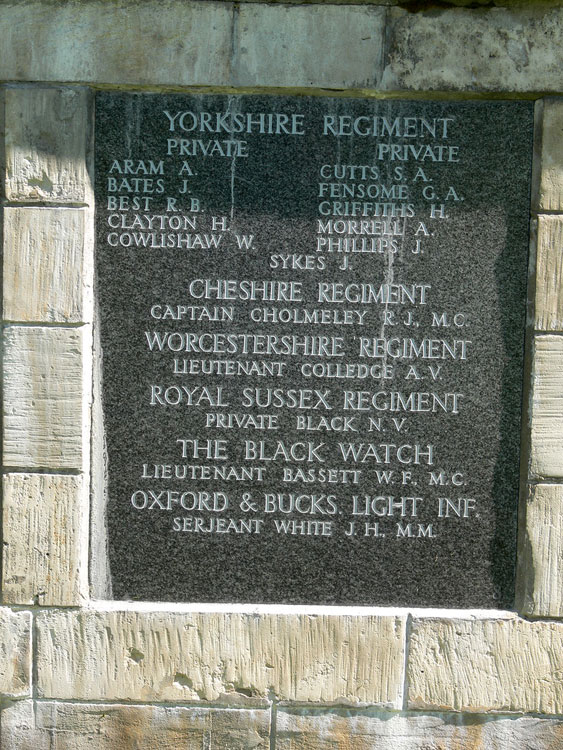 YORKSHIRE REGIMENT
PRIVATE PRIVATE
ARAM A. CUTTS S. A.
BATES J. FENSOME G. A.
BEST R. B. GRIFFITHS H.
CLAYTON H. MORRELL A.
COWLISHAW W. PHILLIPS J.
SYKES J.
CHESHIRE REGIMENT
CAPTAIN CHOLMELEY R. J., M.C.
WORCESTERSHIRE REGIMENT
LIEUTENANT COLLEDGE A. V.
ROYAL SUSSEX REGIMENT
PRIVATE BLACK N. V.
THE BLACK WATCH
LIEUTENANT BASSETT W. F., M.C.
OXFORD & BUCKS. LIGHT INF.
SERJEANT WHITE J. H., M.M.